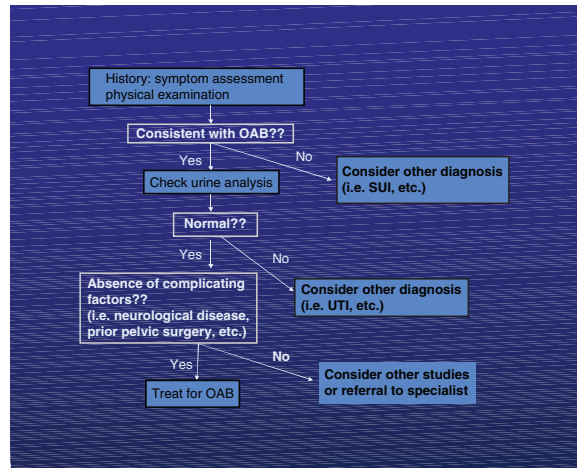 History: symptom assessment
physical examination
Consistent with OAB??
Yes
No
Check urine analysis
Consider other diagnosis
(i.e. SUI, etc.)
Normal??
Yes
No
Absence of complicating
factors??
(i.e. neurological disease,
prior pelvic surgery, etc.)
Consider other diagnosis
(i.e. UTI, etc.)
Yes
No
Treat for OAB
Consider other studies
or referral to specialist